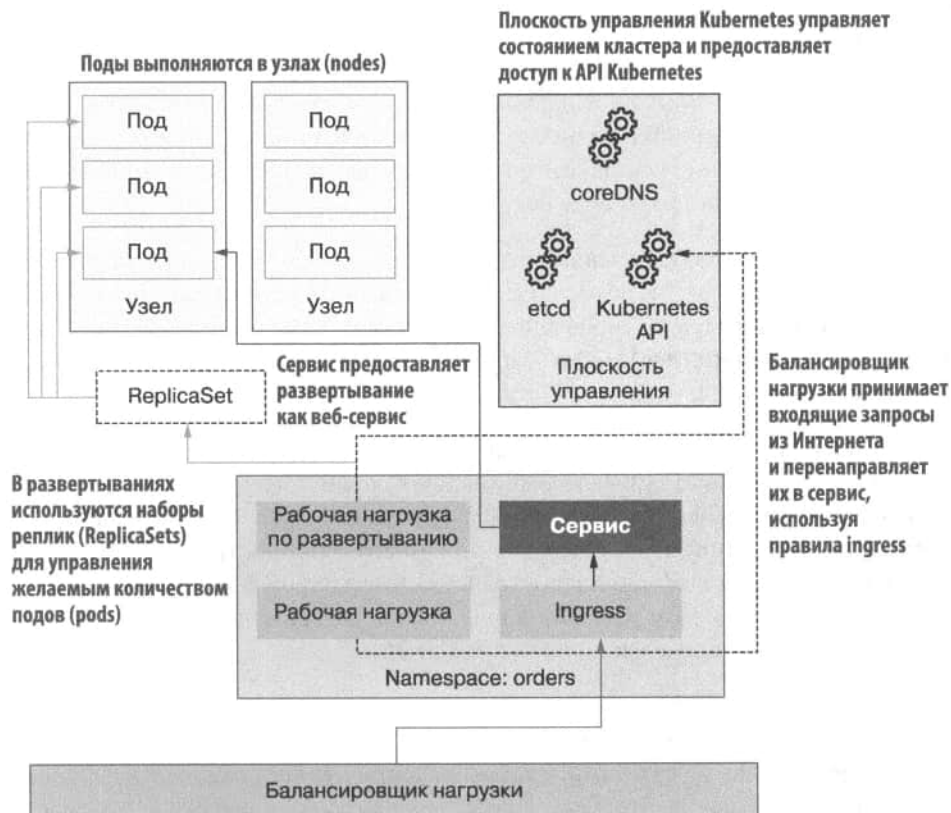 Плоскость управления Kubernetes управляет
состоянием кластера и предоставляет
доступ к API Kubernetes
Поды выполняются в узлах (nodes)
Под
Под
Под
Узел
Под
Под
Под
Узел
coreDNS
etcd
Kubernetes
API
Плоскость
управления
ReplicaSet
Сервис предоставляет
развертывание
как веб-сервис
Балансировщик
нагрузки принимает
входящие запросы
из Интернета
и перенаправляет
их в сервис,
используя
правила ingress
В развертываниях
используются наборы
реплик (ReplicaSets)
для управления
желаемым количеством
подов (pods)
Рабочая нагрузка
по развертыванию
Сервис
Рабочая нагрузка
Ingress
Namespace: orders
Балансировщик нагрузки